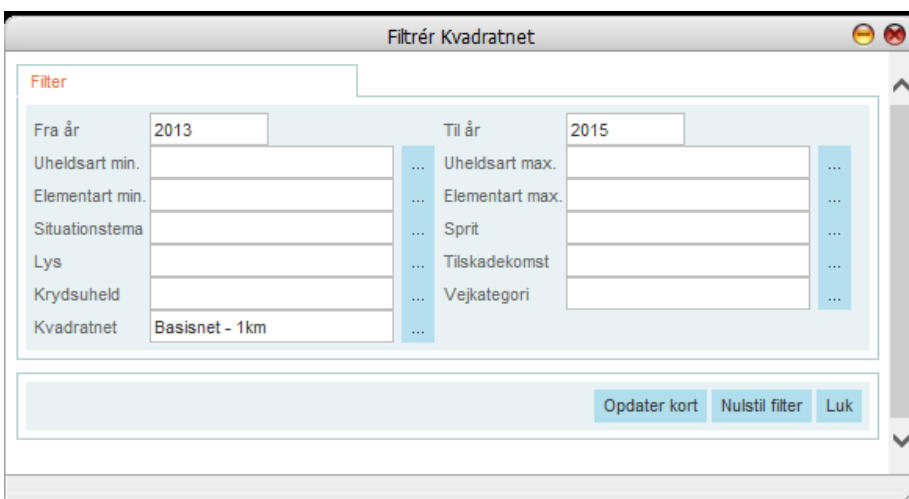 Filtrér Kvadratnet
Filter
Fra år 2013 Til år 2015
Uheldsart min. ... Uheldsart max. ...
Elementart min. ... Elementart max. ...
Situationstema ... Sprit ...
Lys ... Tilskadekomst ...
Krydsuheld ... Vejkategori ...
Kvadratnet Basisnet - 1km ...
Opdater kort Nulstil filter Luk